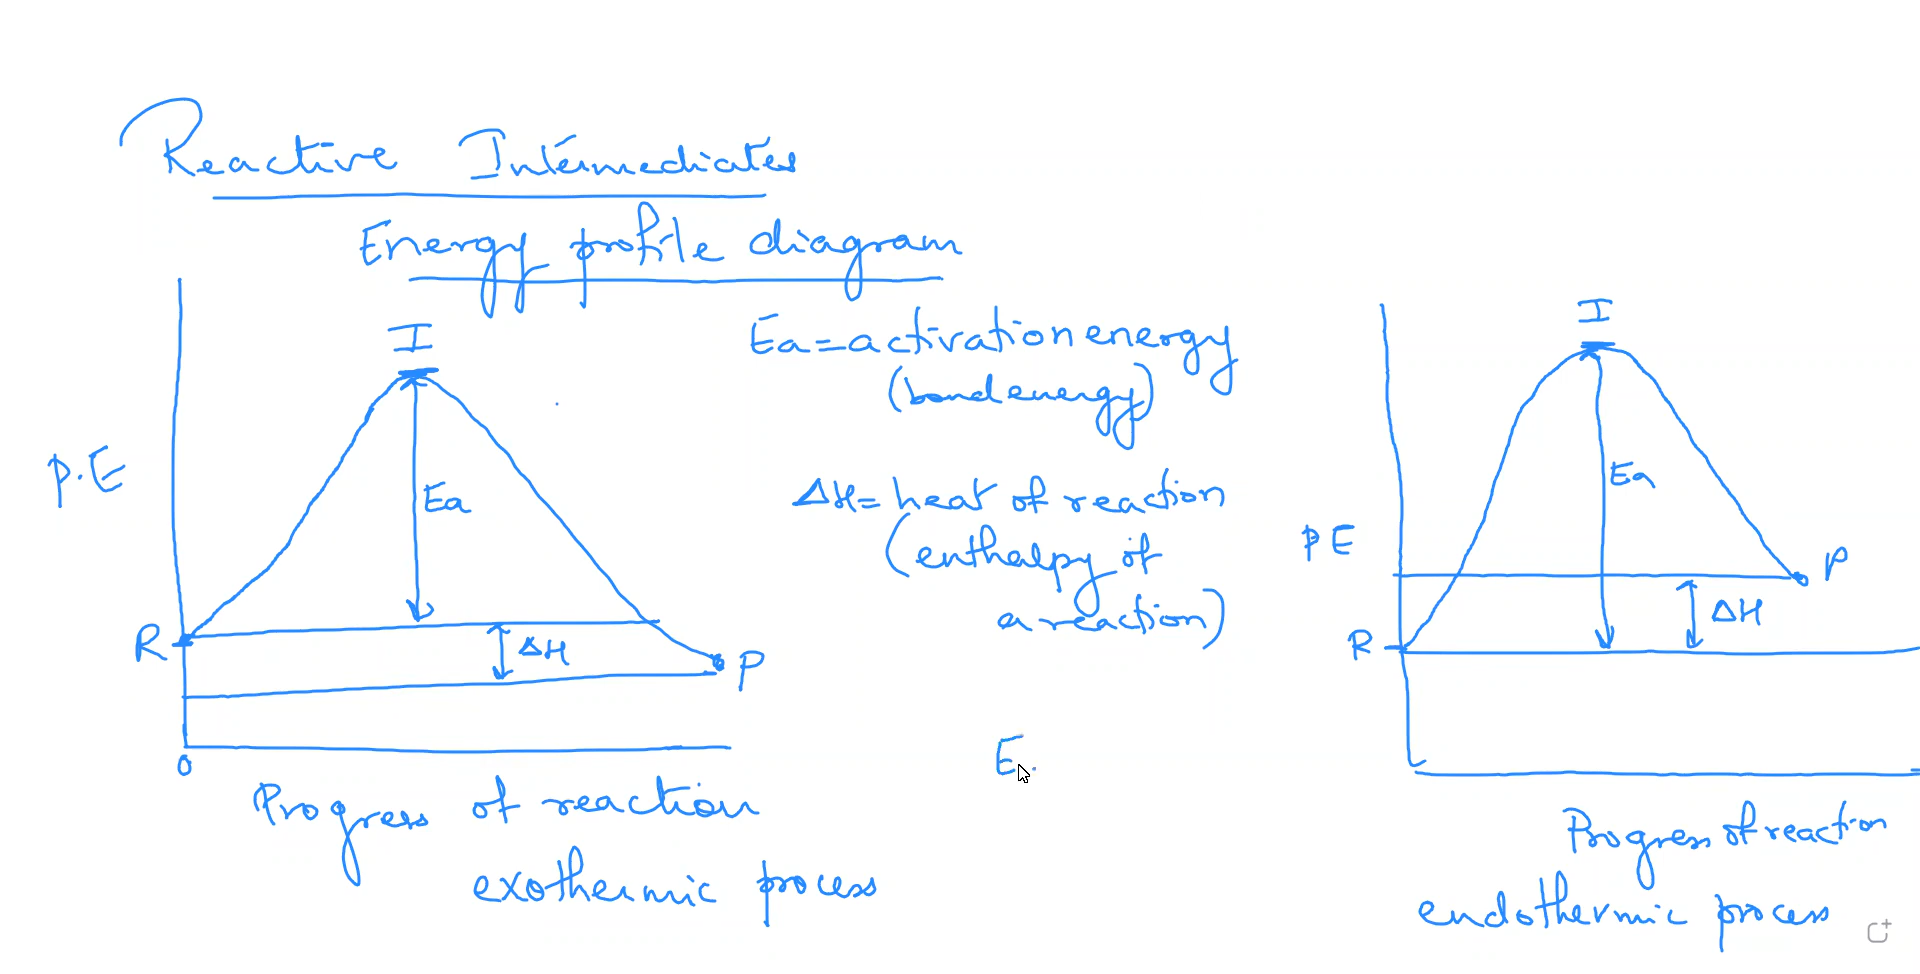 Reactive Intermediates
Energy profile diagram
I
P.E
Ea
R
ΔH
P
O
Progress of reaction
exothermic process
Ea = activation energy
(bond energy)
ΔH = heat of reaction
(enthalpy of
a reaction)
E.
I
PE
Ea
P
ΔH
R
Progress of reaction
endothermic process